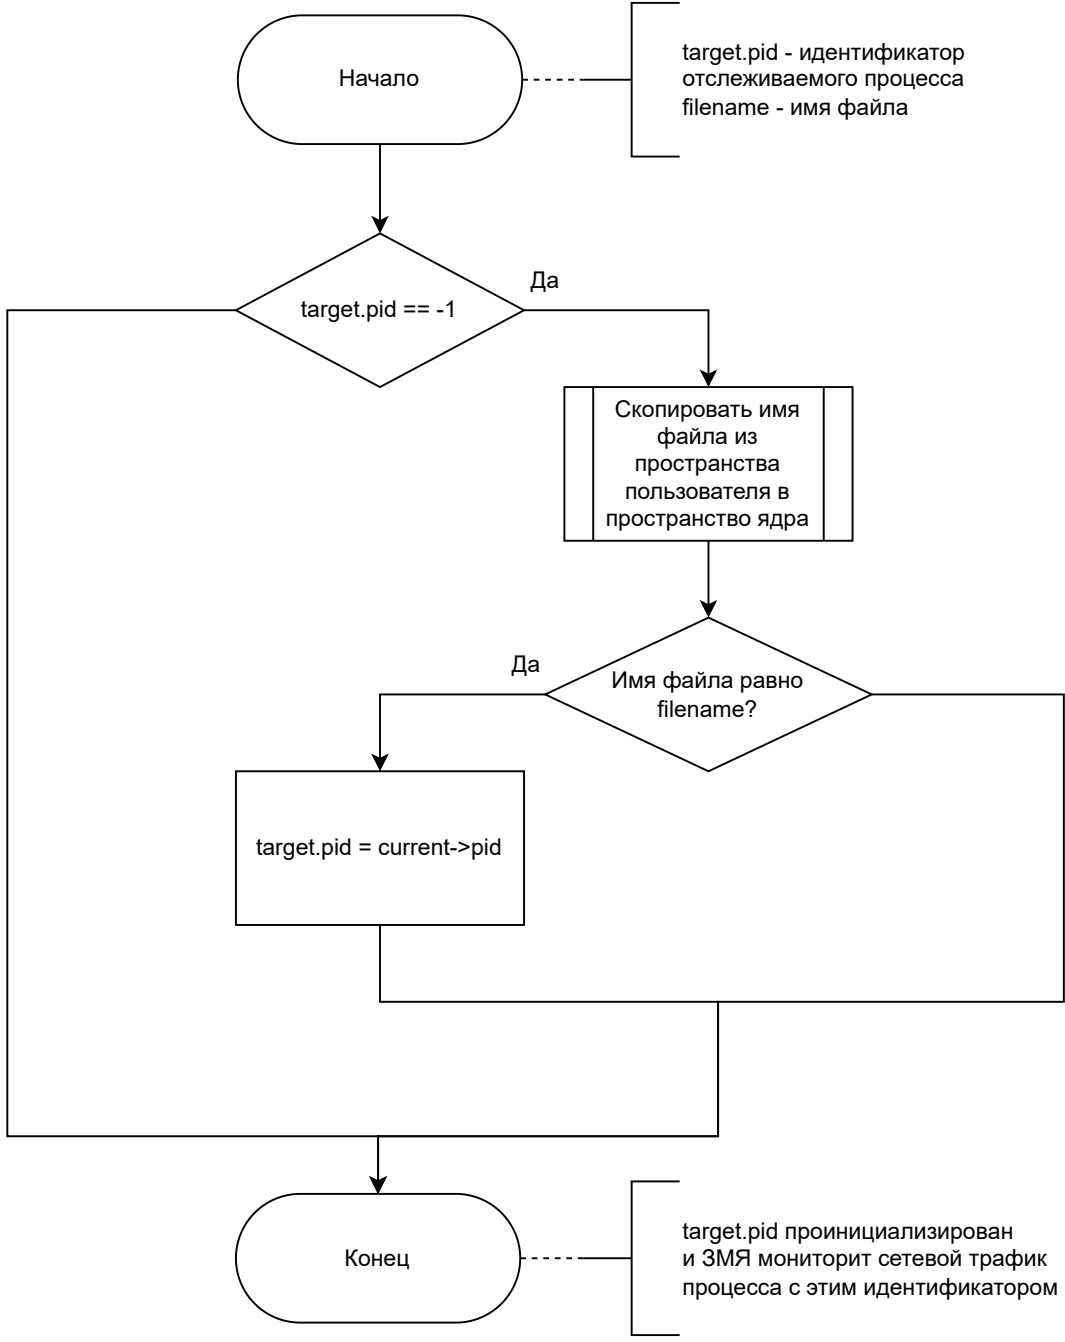 Начало
target.pid - идентификатор
отслеживаемого процесса
filename - имя файла
target.pid == -1
Да
Скопировать имя
файла из
пространства
пользователя в
пространство ядра
Да
Имя файла равно
filename?
target.pid = current->pid
Конец
target.pid проинициализирован
и ЗМЯ мониторит сетевой трафик
процесса с этим идентификатором